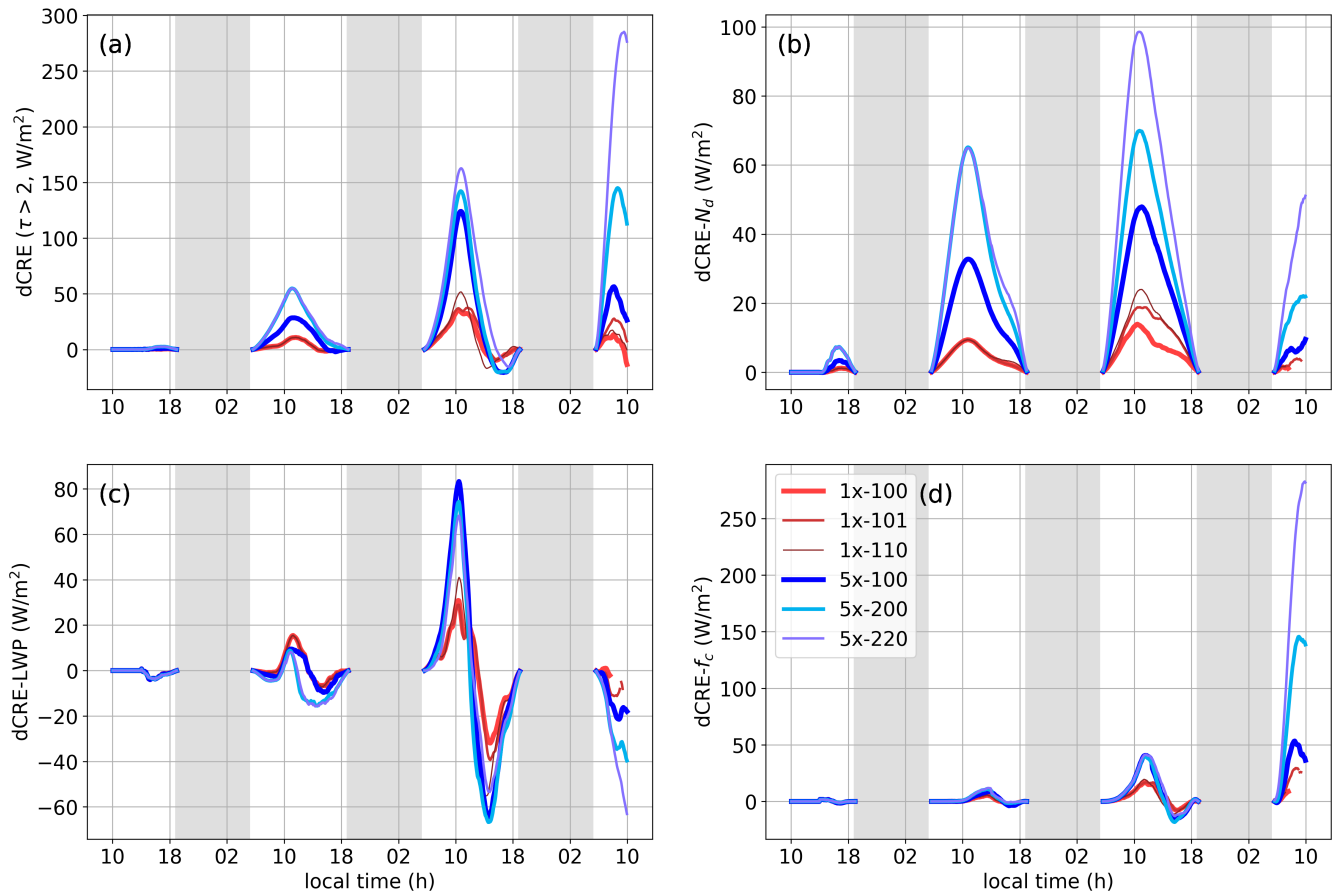 (a)
dCRE (τ > 2, W/m²)
300
250
200
150
100
50
0
10 18 02 10 18 02 10 18 02 10
(b)
dCRE-N_d (W/m²)
100
80
60
40
20
0
10 18 02 10 18 02 10 18 02 10
(c)
dCRE-LWP (W/m²)
80
60
40
20
0
−20
−40
−60
10 18 02 10 18 02 10 18 02 10
local time (h)
(d)
dCRE-f_c (W/m²)
250
200
150
100
50
0
1x-100
1x-101
1x-110
5x-100
5x-200
5x-220
10 18 02 10 18 02 10 18 02 10
local time (h)